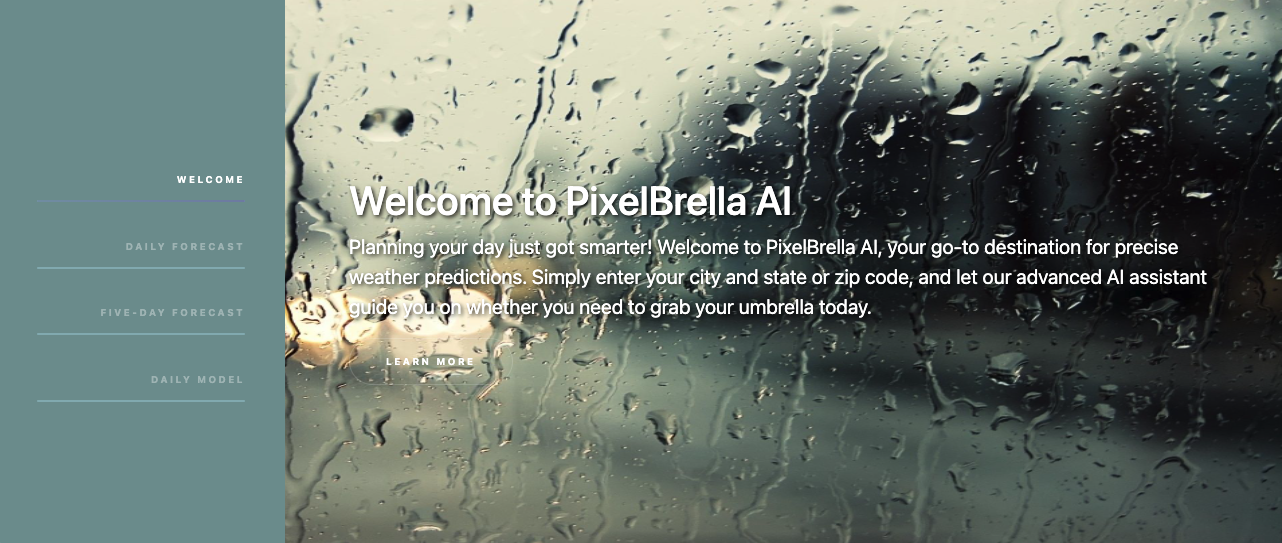 WELCOME
DAILY FORECAST
FIVE-DAY FORECAST
DAILY MODEL
Welcome to PixelBrella AI
Planning your day just got smarter! Welcome to PixelBrella AI, your go-to destination for precise
weather predictions. Simply enter your city and state or zip code, and let our advanced AI assistant
guide you on whether you need to grab your umbrella today.
LEARN MORE